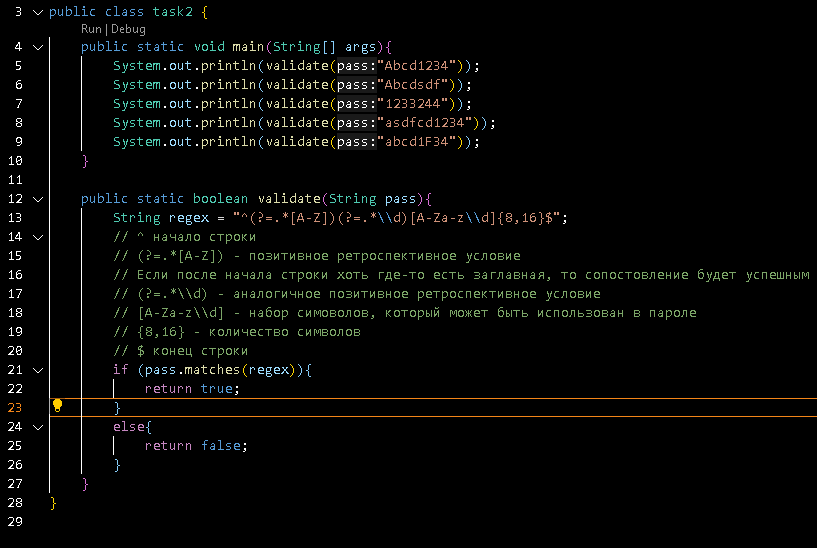 3 public class task2 {
Run | Debug
4 public static void main(String[] args){
5 System.out.println(validate(pass:"Abcd1234"));
6 System.out.println(validate(pass:"Abcdsdf"));
7 System.out.println(validate(pass:"1233244"));
8 System.out.println(validate(pass:"asdfcd1234"));
9 System.out.println(validate(pass:"abcd1F34"));
10 }
11
12 public static boolean validate(String pass){
13 String regex = "^(?=.*[A-Z])(?=.*\\d)[A-Za-z\\d]{8,16}$";
14 // ^ начало строки
15 // (?=.*[A-Z]) - позитивное ретроспективное условие
16 // Если после начала строки хоть где-то есть заглавная, то сопостовление будет успешным
17 // (?=.*\\d) - аналогичное позитивное ретроспективное условие
18 // [A-Za-z\\d] - набор симоволов, который может быть использован в пароле
19 // {8,16} - количество символов
20 // $ конец строки
21 if (pass.matches(regex)){
22 return true;
23 }
24 else{
25 return false;
26 }
27 }
28 }
29